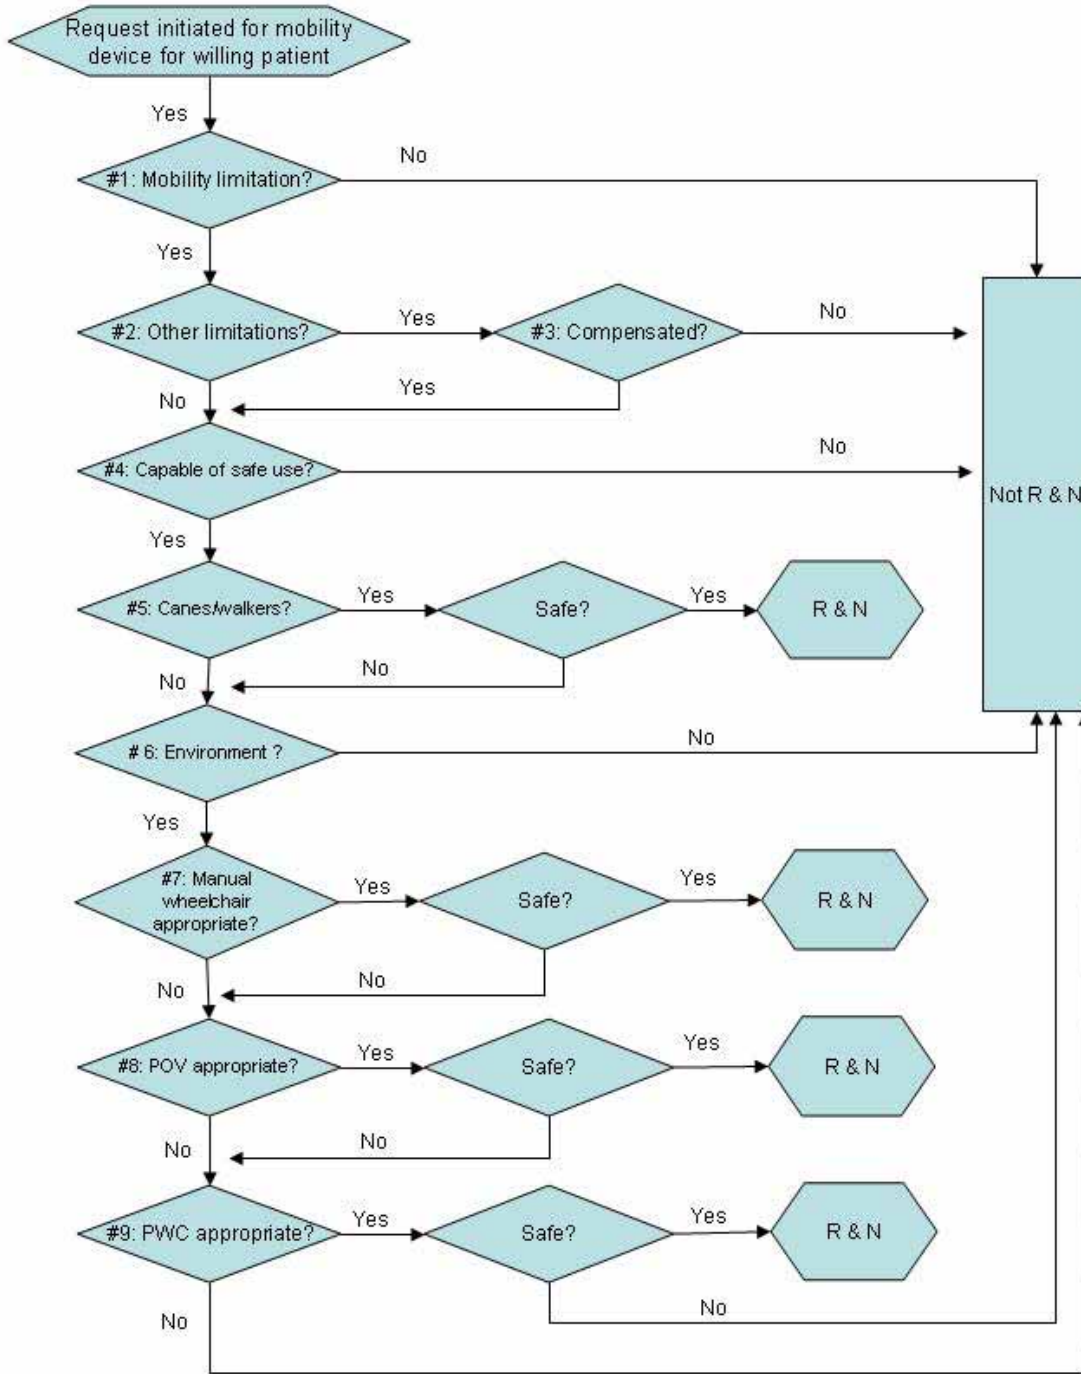 Request initiated for mobility
device for willing patient
Yes
No
#1: Mobility limitation?
Yes
Yes
No
#2: Other limitations?
#3: Compensated?
No
Yes
No
#4: Capable of safe use?
Not R & N
Yes
Yes
Yes
#5: Canes/walkers?
Safe?
R & N
No
No
No
# 6: Environment ?
Yes
#7: Manual
wheelchair
appropriate?
Yes
Safe?
Yes
R & N
No
No
Yes
Yes
#8: POV appropriate?
Safe?
R & N
No
No
Yes
Yes
#9: PWC appropriate?
Safe?
R & N
No
No